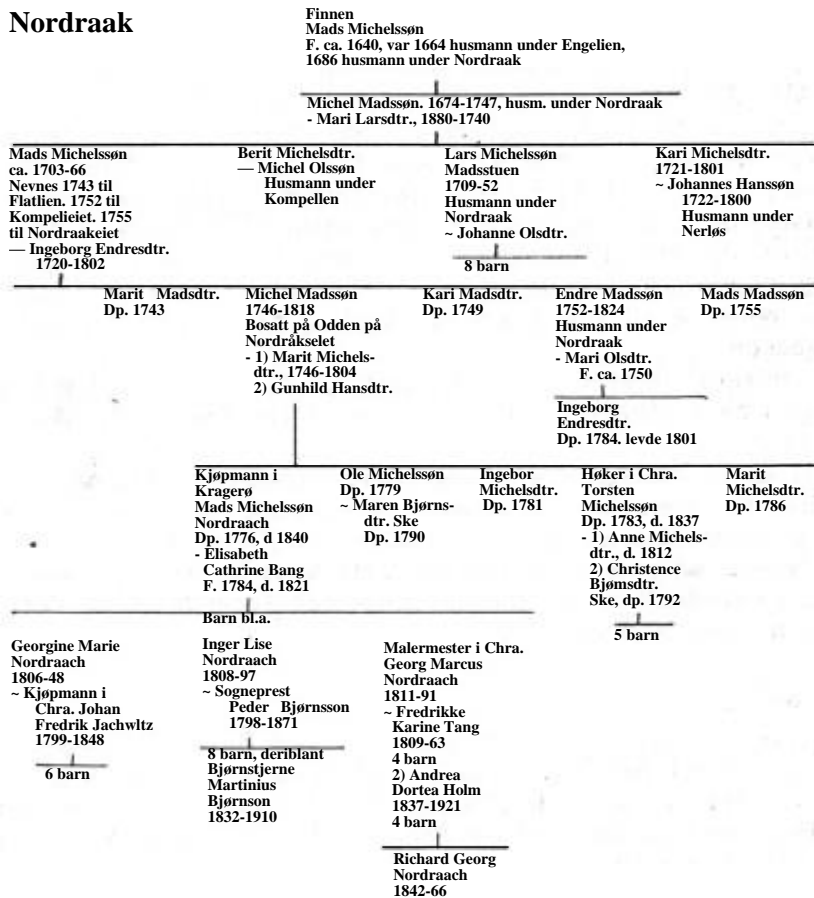 Nordraak
Finnen
Mads Michelssøn
F. ca. 1640, var 1664 husmann under Engelien,
1686 husmann under Nordraak
Michel Madssøn. 1674-1747, husm. under Nordraak
- Mari Larsdtr., 1880-1740
Mads Michelssøn
ca. 1703-66
Nevnes 1743 til
Flatlien. 1752 til
Kompelieiet. 1755
til Nordraakeiet
— Ingeborg Endresdtr.
1720-1802
Berit Michelsdtr.
— Michel Olssøn
Husmann under
Kompellen
Lars Michelssøn
Madsstuen
1709-52
Husmann under
Nordraak
~ Johanne Olsdtr.
8 barn
Kari Michelsdtr.
1721-1801
~ Johannes Hanssøn
1722-1800
Husmann under
Nerløs
Marit Madsdtr.
Dp. 1743
Michel Madssøn
1746-1818
Bosatt på Odden på
Nordråkselet
- 1) Marit Michels-
dtr., 1746-1804
2) Gunhild Hansdtr.
Kari Madsdtr.
Dp. 1749
Endre Madssøn
1752-1824
Husmann under
Nordraak
- Mari Olsdtr.
F. ca. 1750
Ingeborg
Endresdtr.
Dp. 1784. levde 1801
Mads Madssøn
Dp. 1755
Kjøpmann i
Kragerø
Mads Michelssøn
Nordraach
Dp. 1776, d 1840
- Elisabeth
Cathrine Bang
F. 1784, d. 1821
Barn bl.a.
Ole Michelssøn
Dp. 1779
~ Maren Bjørns-
dtr. Ske
Dp. 1790
Ingebor
Michelsdtr.
Dp. 1781
Høker i Chra.
Torsten
Michelssøn
Dp. 1783, d. 1837
- 1) Anne Michels-
dtr., d. 1812
2) Christence
Bjømsdtr.
Ske, dp. 1792
5 barn
Marit
Michelsdtr.
Dp. 1786
Georgine Marie
Nordraach
1806-48
~ Kjøpmann i
Chra. Johan
Fredrik Jachwltz
1799-1848
6 barn
Inger Lise
Nordraach
1808-97
~ Sogneprest
Peder Bjørnsson
1798-1871
8 barn, deriblant
Bjørnstjerne
Martinius
Bjørnson
1832-1910
Malermester i Chra.
Georg Marcus
Nordraach
1811-91
~ Fredrikke
Karine Tang
1809-63
4 barn
2) Andrea
Dortea Holm
1837-1921
4 barn
Richard Georg
Nordraach
1842-66